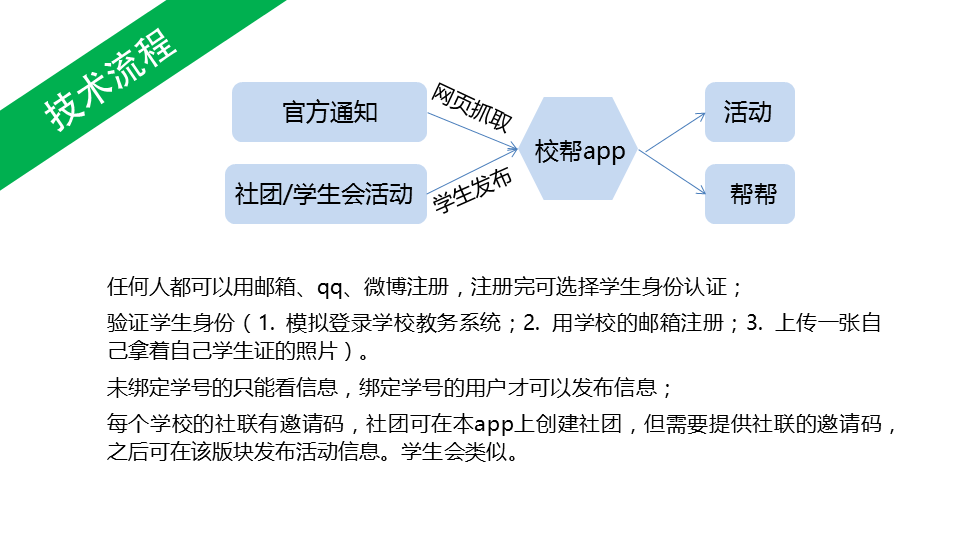 技术流程
官方通知
网页抓取
活动
校帮app
社团/学生会活动
学生发布
帮帮
任何人都可以用邮箱、qq、微博注册，注册完可选择学生身份认证；
验证学生身份（1. 模拟登录学校教务系统；2. 用学校的邮箱注册；3. 上传一张自
己拿着自己学生证的照片）。
未绑定学号的只能看信息，绑定学号的用户才可以发布信息；
每个学校的社联有邀请码，社团可在本app上创建社团，但需要提供社联的邀请码，
之后可在该版块发布活动信息。学生会类似。